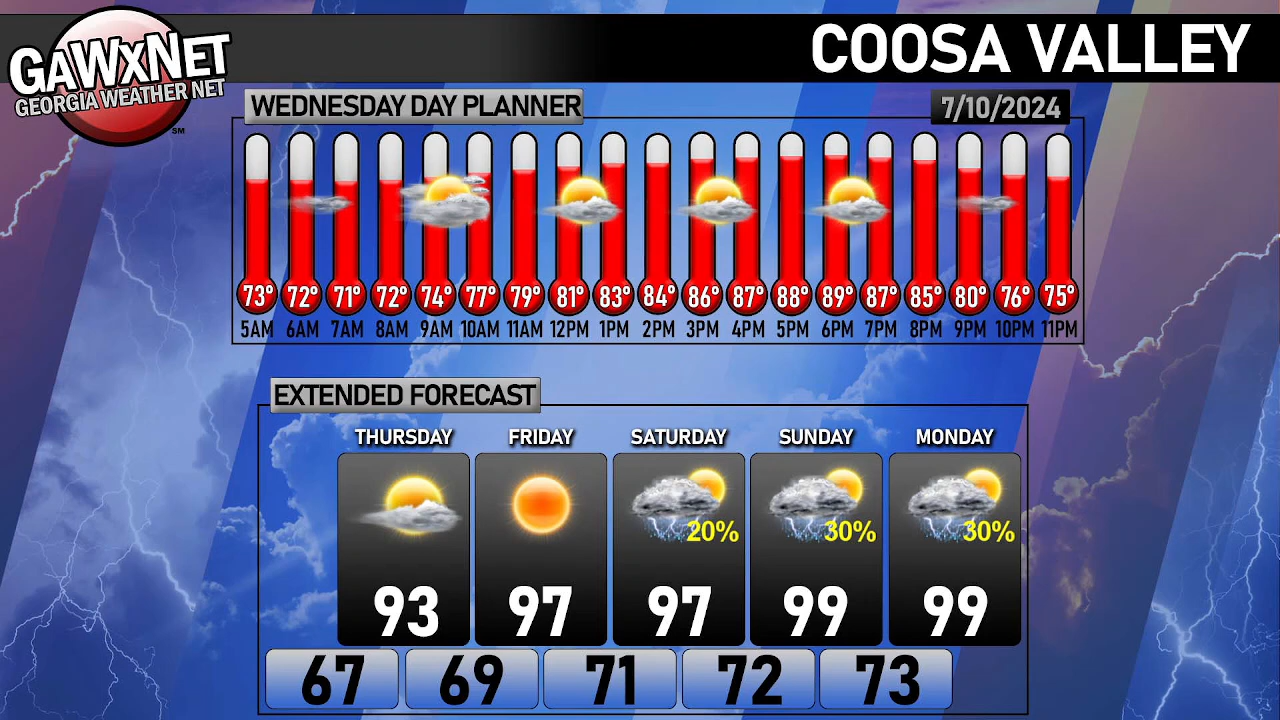 GAWxNET
GEORGIA WEATHER NET
SM
COOSA VALLEY
WEDNESDAY DAY PLANNER
7/10/2024
73° 72° 71° 72° 74° 77° 79° 81° 83° 84° 86° 87° 88° 89° 87° 85° 80° 76° 75°
5AM 6AM 7AM 8AM 9AM 10AM 11AM 12PM 1PM 2PM 3PM 4PM 5PM 6PM 7PM 8PM 9PM 10PM 11PM
EXTENDED FORECAST
THURSDAY FRIDAY SATURDAY SUNDAY MONDAY
20% 30% 30%
93 97 97 99 99
67 69 71 72 73